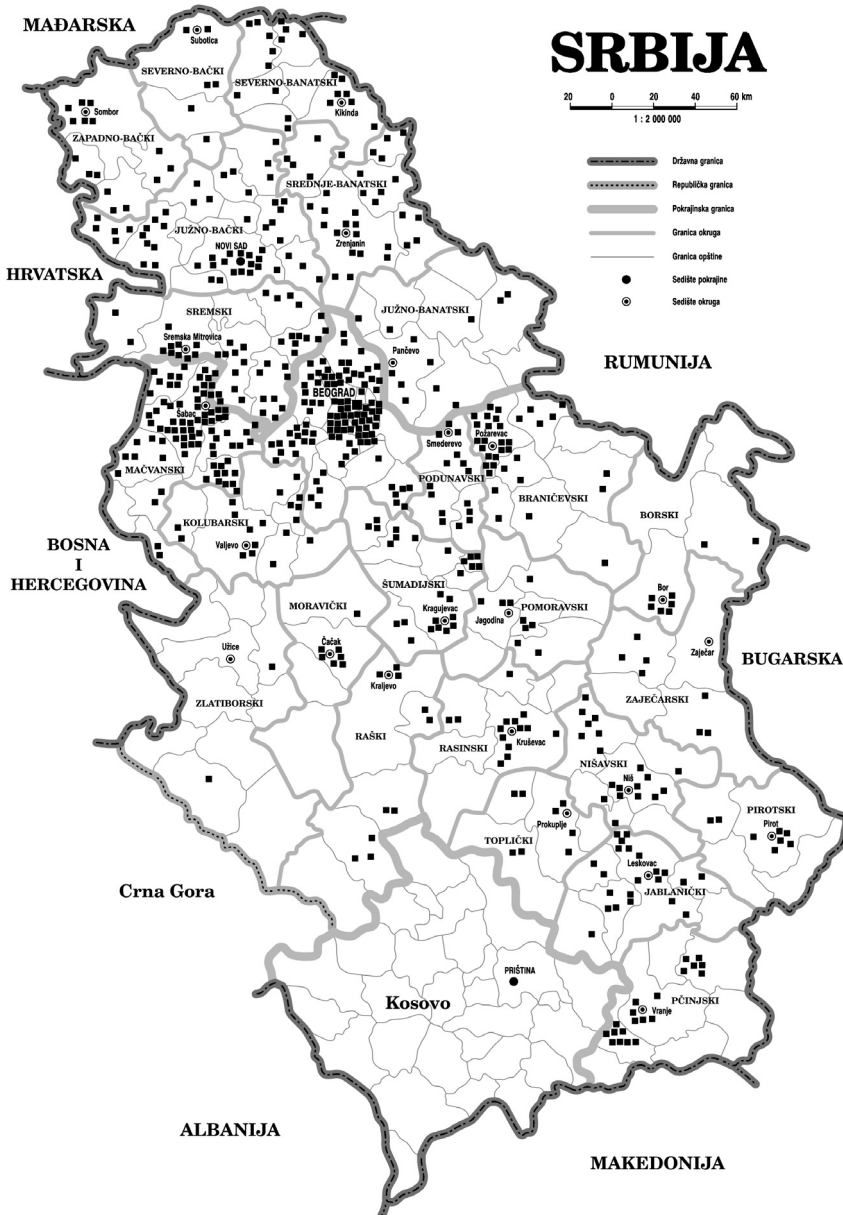 MAĐARSKA
SRBIJA
Subotica
SEVERNO-BAČKI
SEVERNO-BANATSKI
20 0 20 40 60 km
1 : 2 000 000
Sombor
Kikinda
ZAPADNO-BAČKI
Državna granica
SREDNJE-BANATSKI
Republička granica
Pokrajinska granica
JUŽNO-BAČKI
Zrenjanin
Granica okruga
NOVI SAD
Granica opštine
HRVATSKA
Sedište pokrajine
Sedište okruga
SREMSKI
JUŽNO-BANATSKI
Sremska Mitrovica
Pančevo
RUMUNIJA
BEOGRAD
Šabac
Smederevo
Požarevac
MAČVANSKI
PODUNAVSKI
BRANIČEVSKI
KOLUBARSKI
BORSKI
Valjevo
BOSNA
I
HERCEGOVINA
ŠUMADIJSKI
Bor
MORAVIČKI
POMORAVSKI
Kragujevac
Jagodina
Čačak
Užice
Zaječar
BUGARSKA
Kraljevo
ZLATIBORSKI
ZAJEČARSKI
RAŠKI
RASINSKI
Kruševac
NIŠAVSKI
Niš
PIROTSKI
Prokuplje
Pirot
TOPLIČKI
Leskovac
Crna Gora
JABLANIČKI
PRIŠTINA
Kosovo
PČINJSKI
Vranje
ALBANIJA
MAKEDONIJA